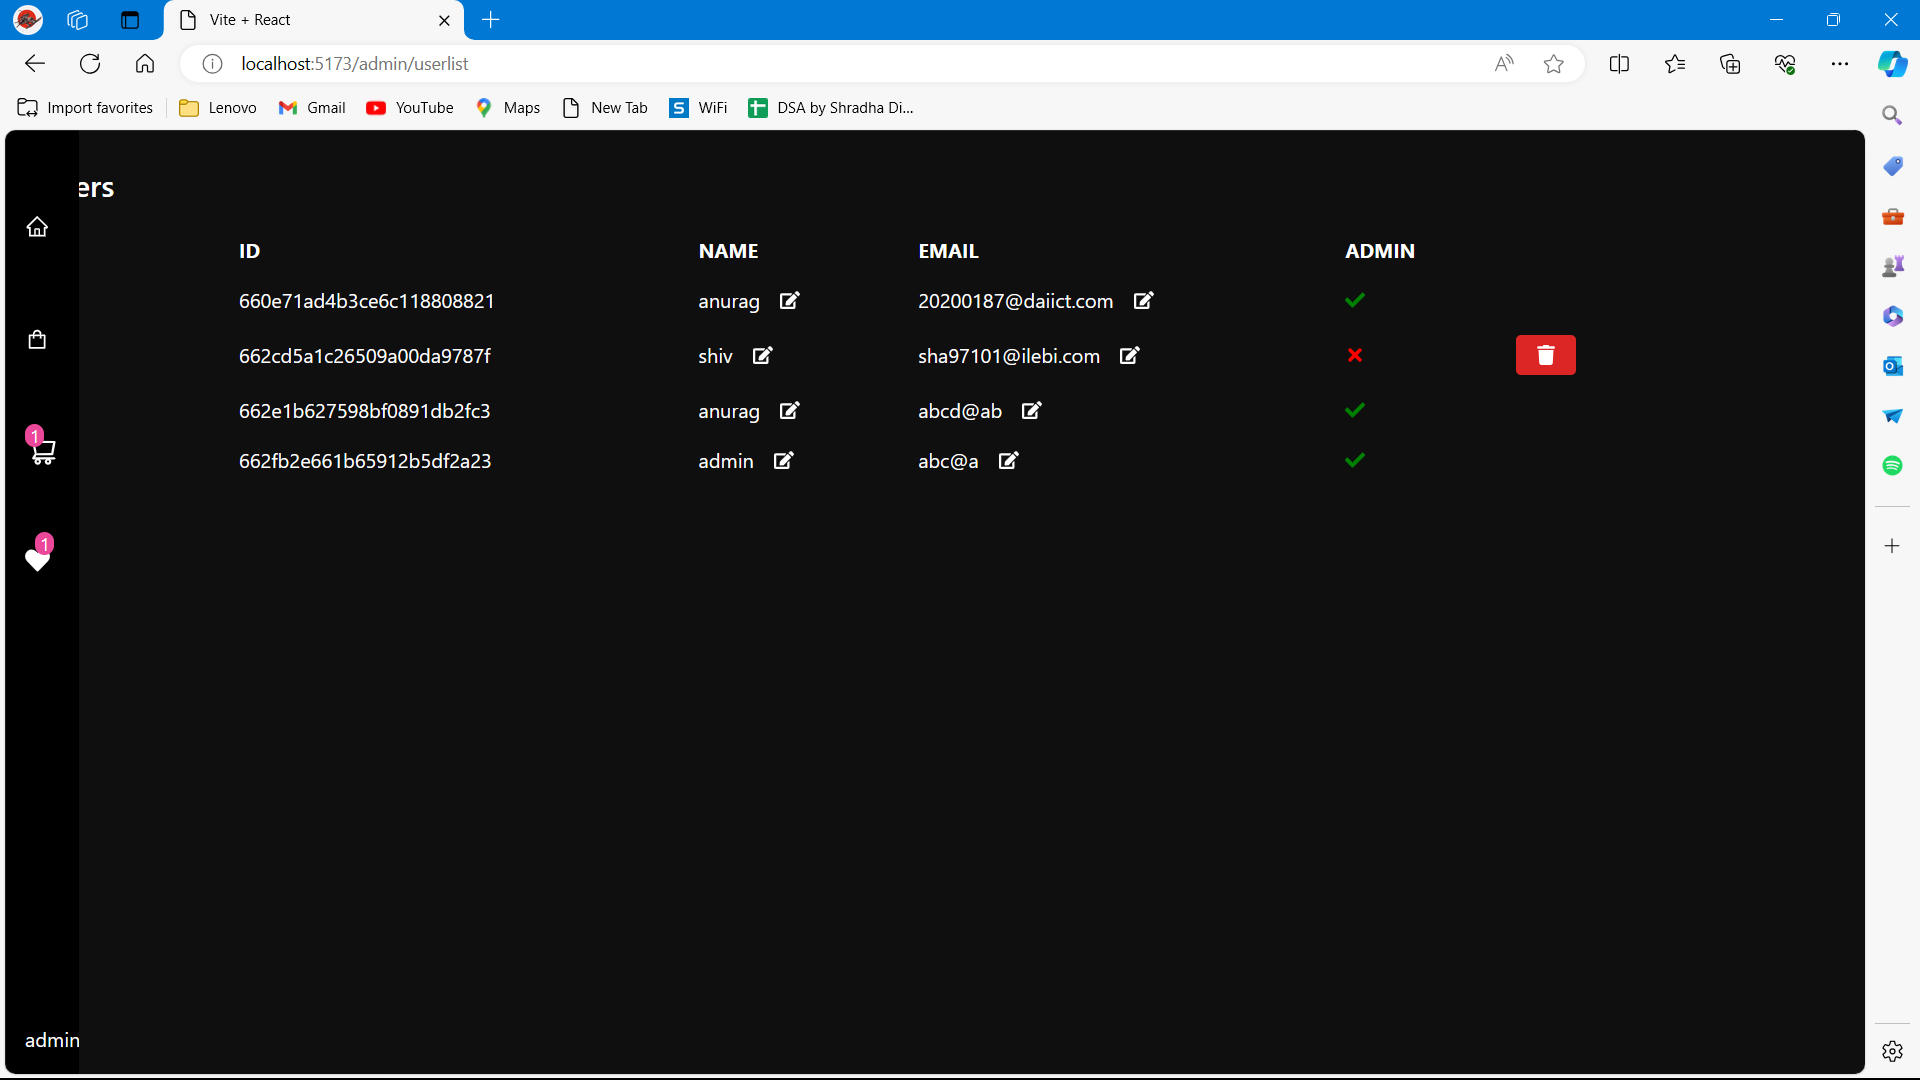 Vite + React
localhost:5173/admin/userlist
Import favorites Lenovo Gmail YouTube Maps New Tab S WiFi DSA by Shradha Di...
ers
ID NAME EMAIL ADMIN
660e71ad4b3ce6c118808821 anurag 20200187@daiict.com
662cd5a1c26509a00da9787f shiv sha97101@ilebi.com
662e1b627598bf0891db2fc3 anurag abcd@ab
1
662fb2e661b65912b5df2a23 admin abc@a
1
admin